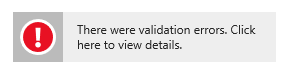 There were validation errors. Click
here to view details.